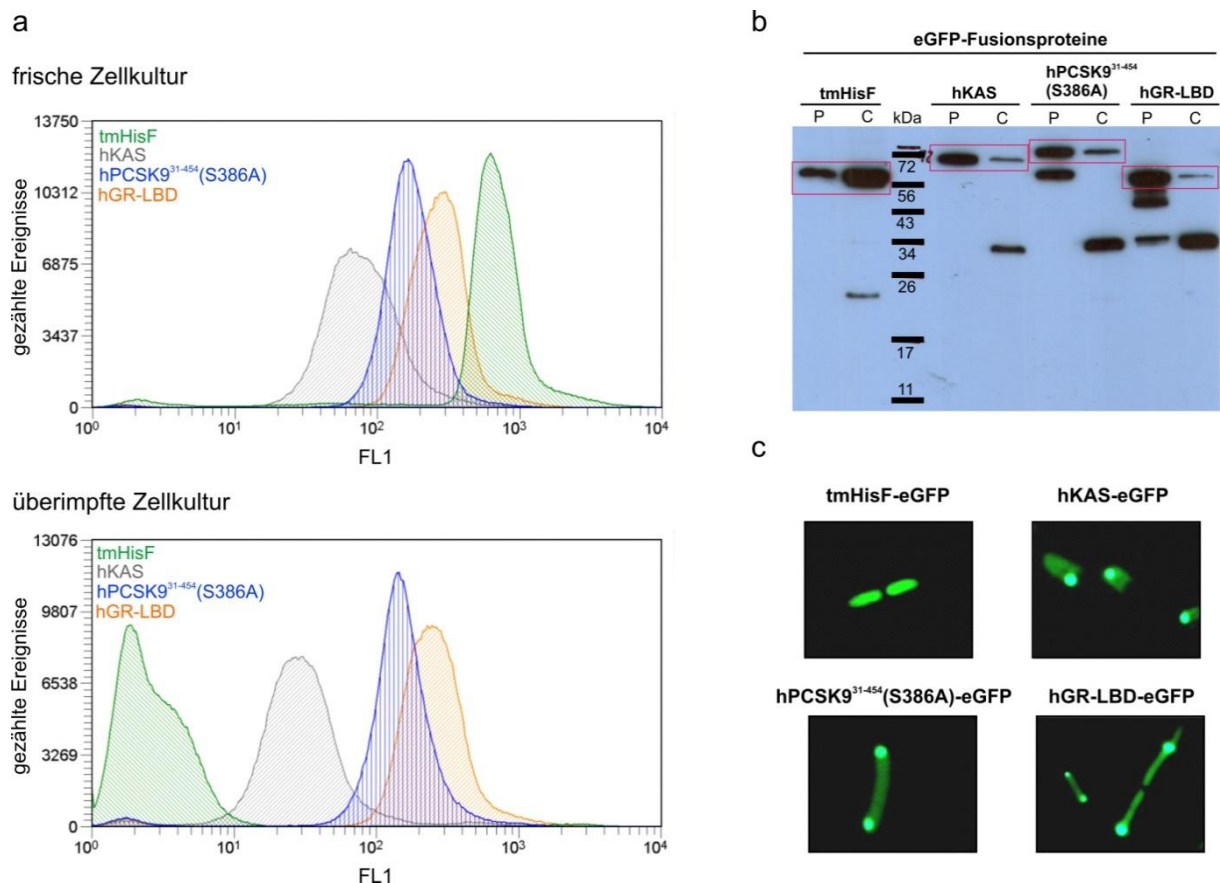 a
frische Zellkultur
13750
10312
6875
3437
0
gezählte Ereignisse
tmHisF
hKAS
hPCSK9³¹⁻⁴⁵⁴(S386A)
hGR-LBD
10⁰ 10¹ 10² 10³ 10⁴
FL1
überimpfte Zellkultur
13076
9807
6538
3269
0
gezählte Ereignisse
tmHisF
hKAS
hPCSK9³¹⁻⁴⁵⁴(S386A)
hGR-LBD
10⁰ 10¹ 10² 10³ 10⁴
FL1
b
eGFP-Fusionsproteine
tmHisF hKAS hPCSK9³¹⁻⁴⁵⁴ (S386A) hGR-LBD
P C kDa P C P C P C
72
56
43
34
26
17
11
c
tmHisF-eGFP hKAS-eGFP
hPCSK9³¹⁻⁴⁵⁴(S386A)-eGFP hGR-LBD-eGFP